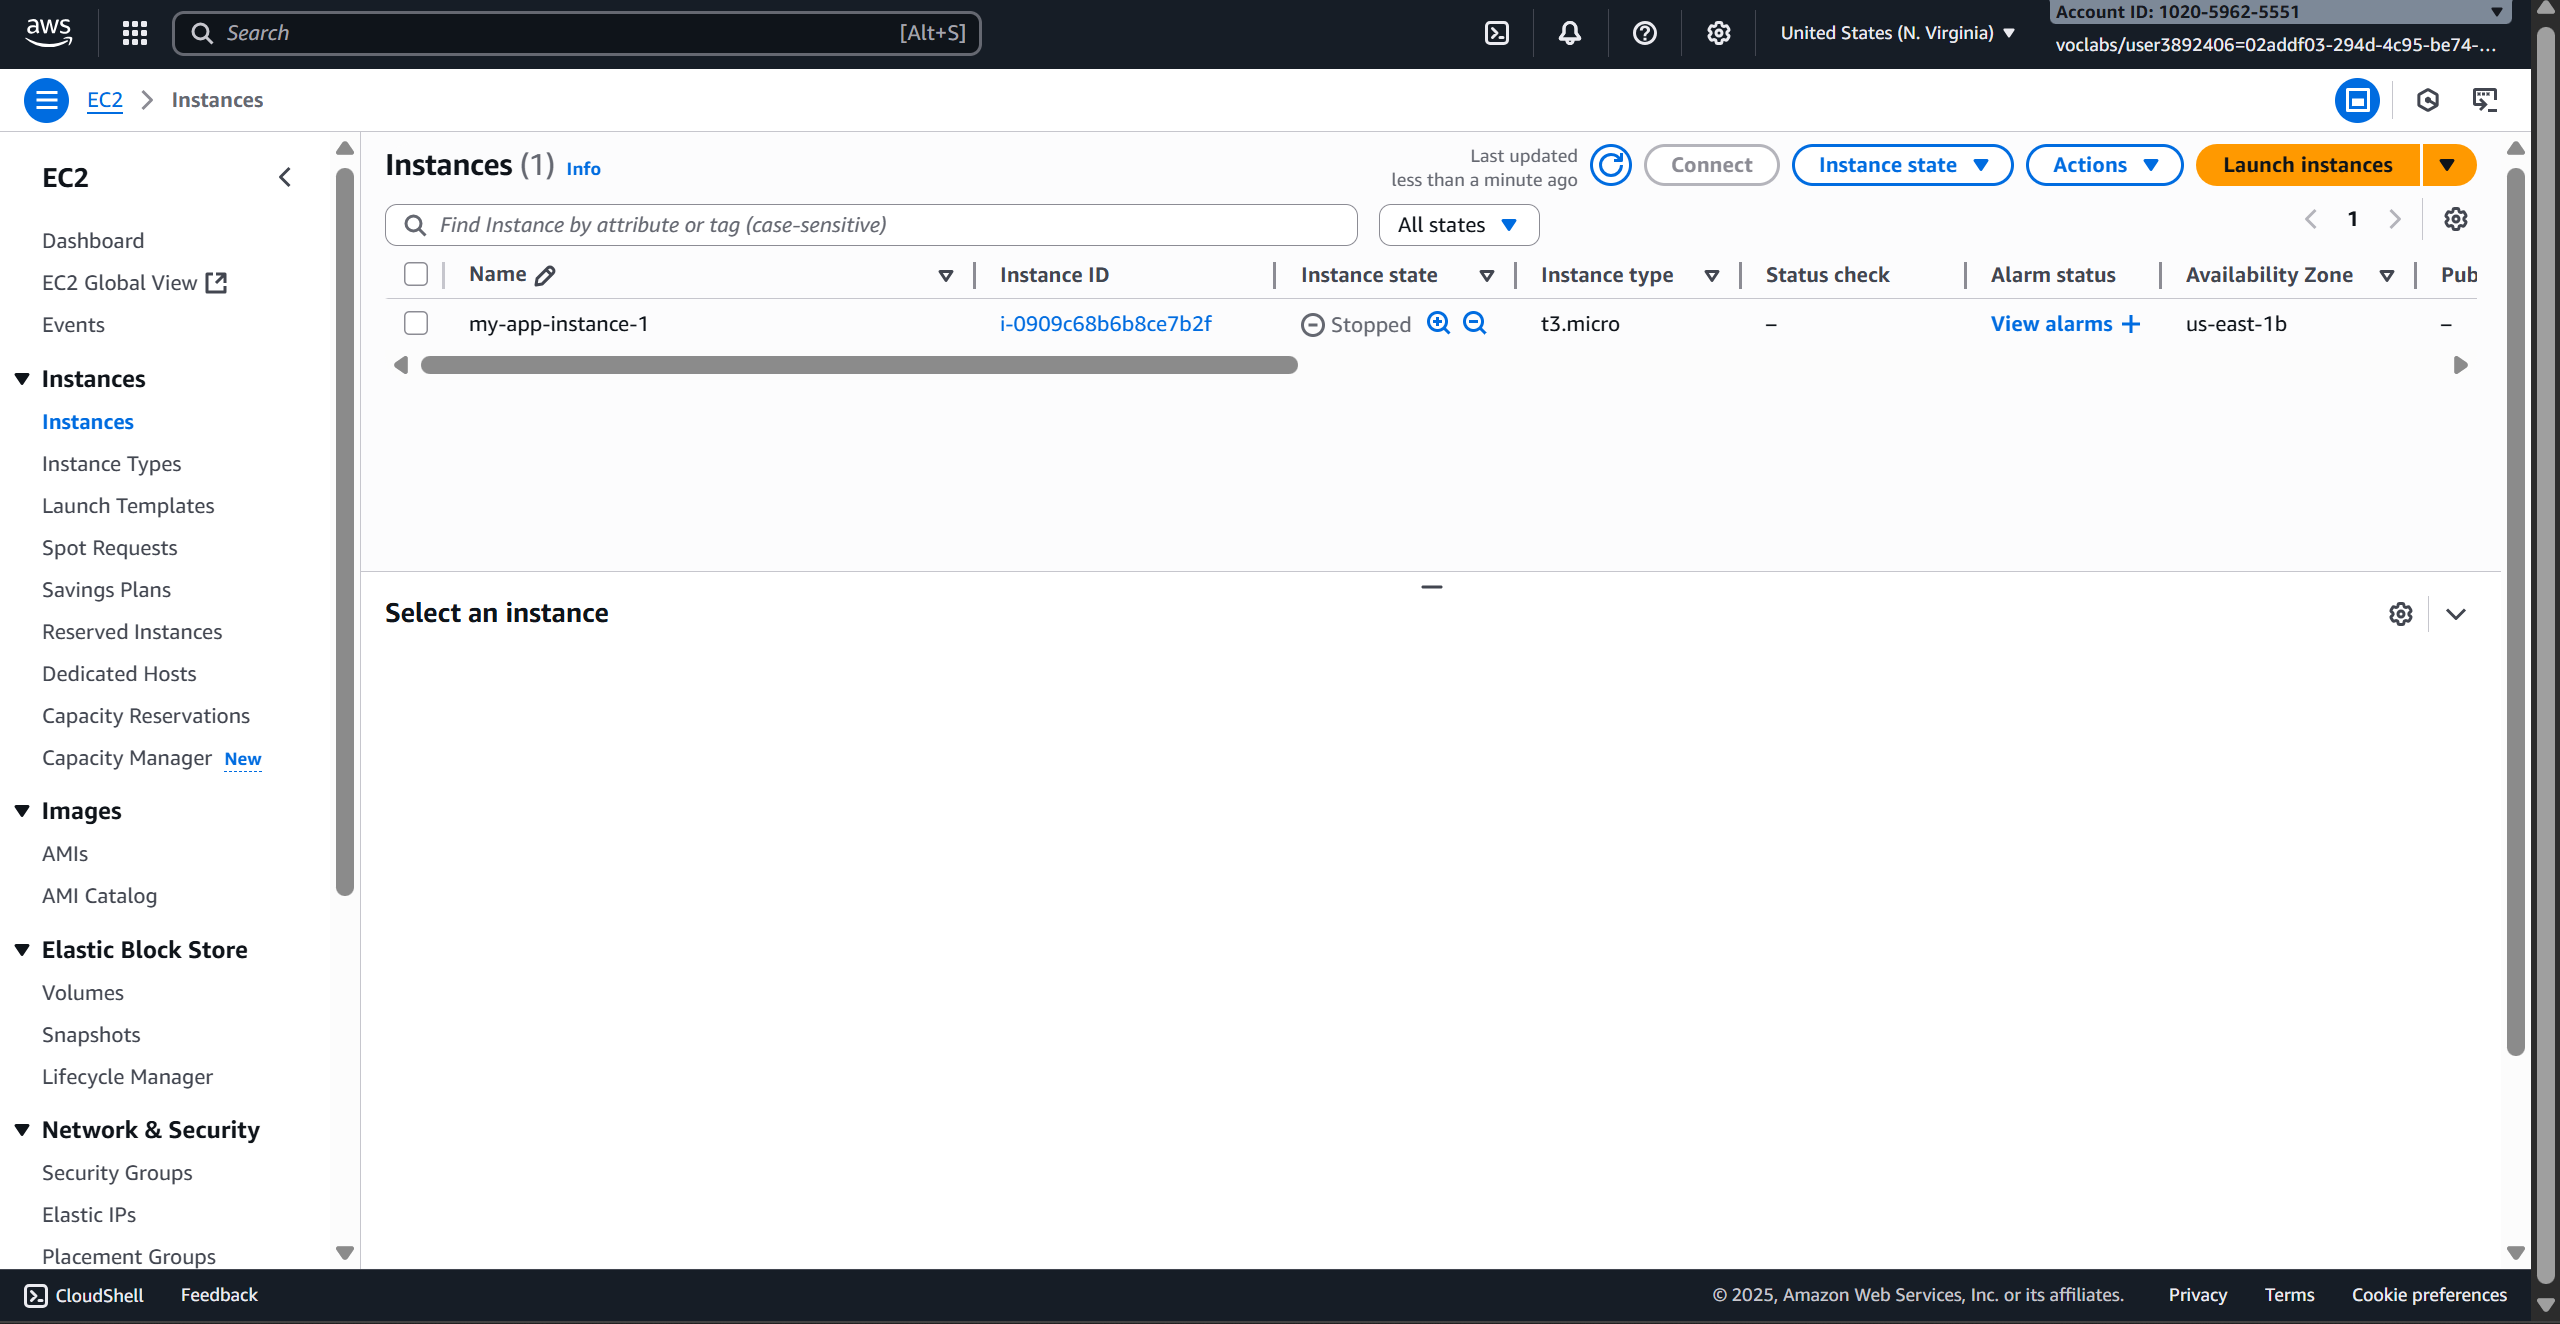 aws
Search [Alt+S]
United States (N. Virginia)
Account ID: 1020-5962-5551
voclabs/user3892406=02addf03-294d-4c95-be74-...
EC2 Instances
EC2
Dashboard
EC2 Global View
Events
Instances
Instances
Instance Types
Launch Templates
Spot Requests
Savings Plans
Reserved Instances
Dedicated Hosts
Capacity Reservations
Capacity Manager New
Images
AMIs
AMI Catalog
Elastic Block Store
Volumes
Snapshots
Lifecycle Manager
Network & Security
Security Groups
Elastic IPs
Placement Groups
Instances (1) Info
Last updated
less than a minute ago
Connect
Instance state
Actions
Launch instances
Find Instance by attribute or tag (case-sensitive)
All states
1
Name Instance ID Instance state Instance type Status check Alarm status Availability Zone Pub
my-app-instance-1 i-0909c68b6b8ce7b2f Stopped t3.micro – View alarms + us-east-1b –
Select an instance
CloudShell Feedback © 2025, Amazon Web Services, Inc. or its affiliates. Privacy Terms Cookie preferences